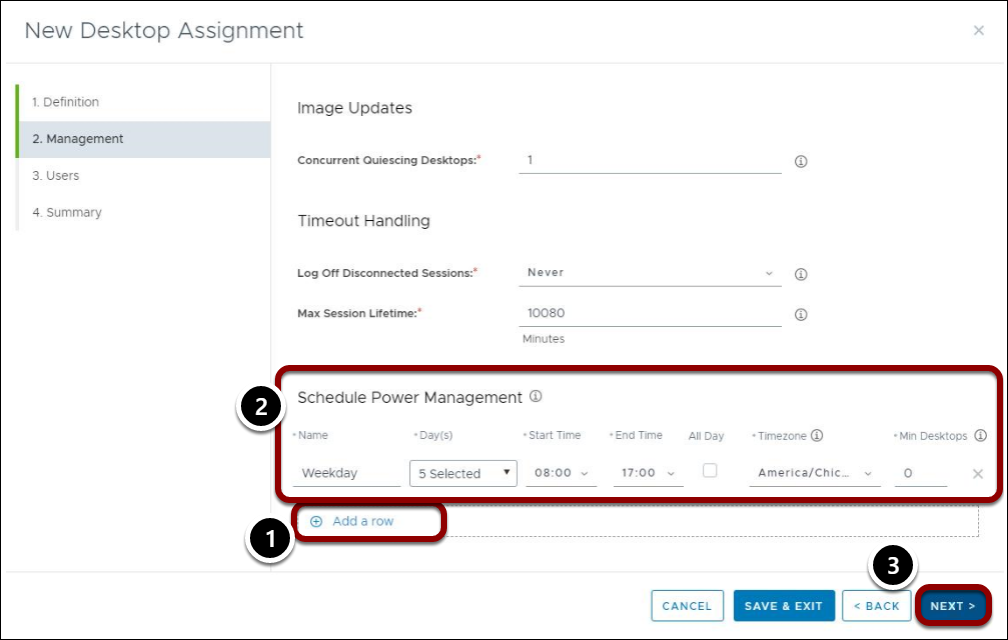 New Desktop Assignment
1. Definition
2. Management
3. Users
4. Summary
Image Updates
Concurrent Quiescing Desktops:* 1
Timeout Handling
Log Off Disconnected Sessions:* Never
Max Session Lifetime:* 10080
Minutes
2
Schedule Power Management
*Name *Day(s) *Start Time *End Time All Day *Timezone *Min Desktops
Weekday 5 Selected 08:00 17:00 America/Chic... 0
1
Add a row
3
CANCEL SAVE & EXIT < BACK NEXT >